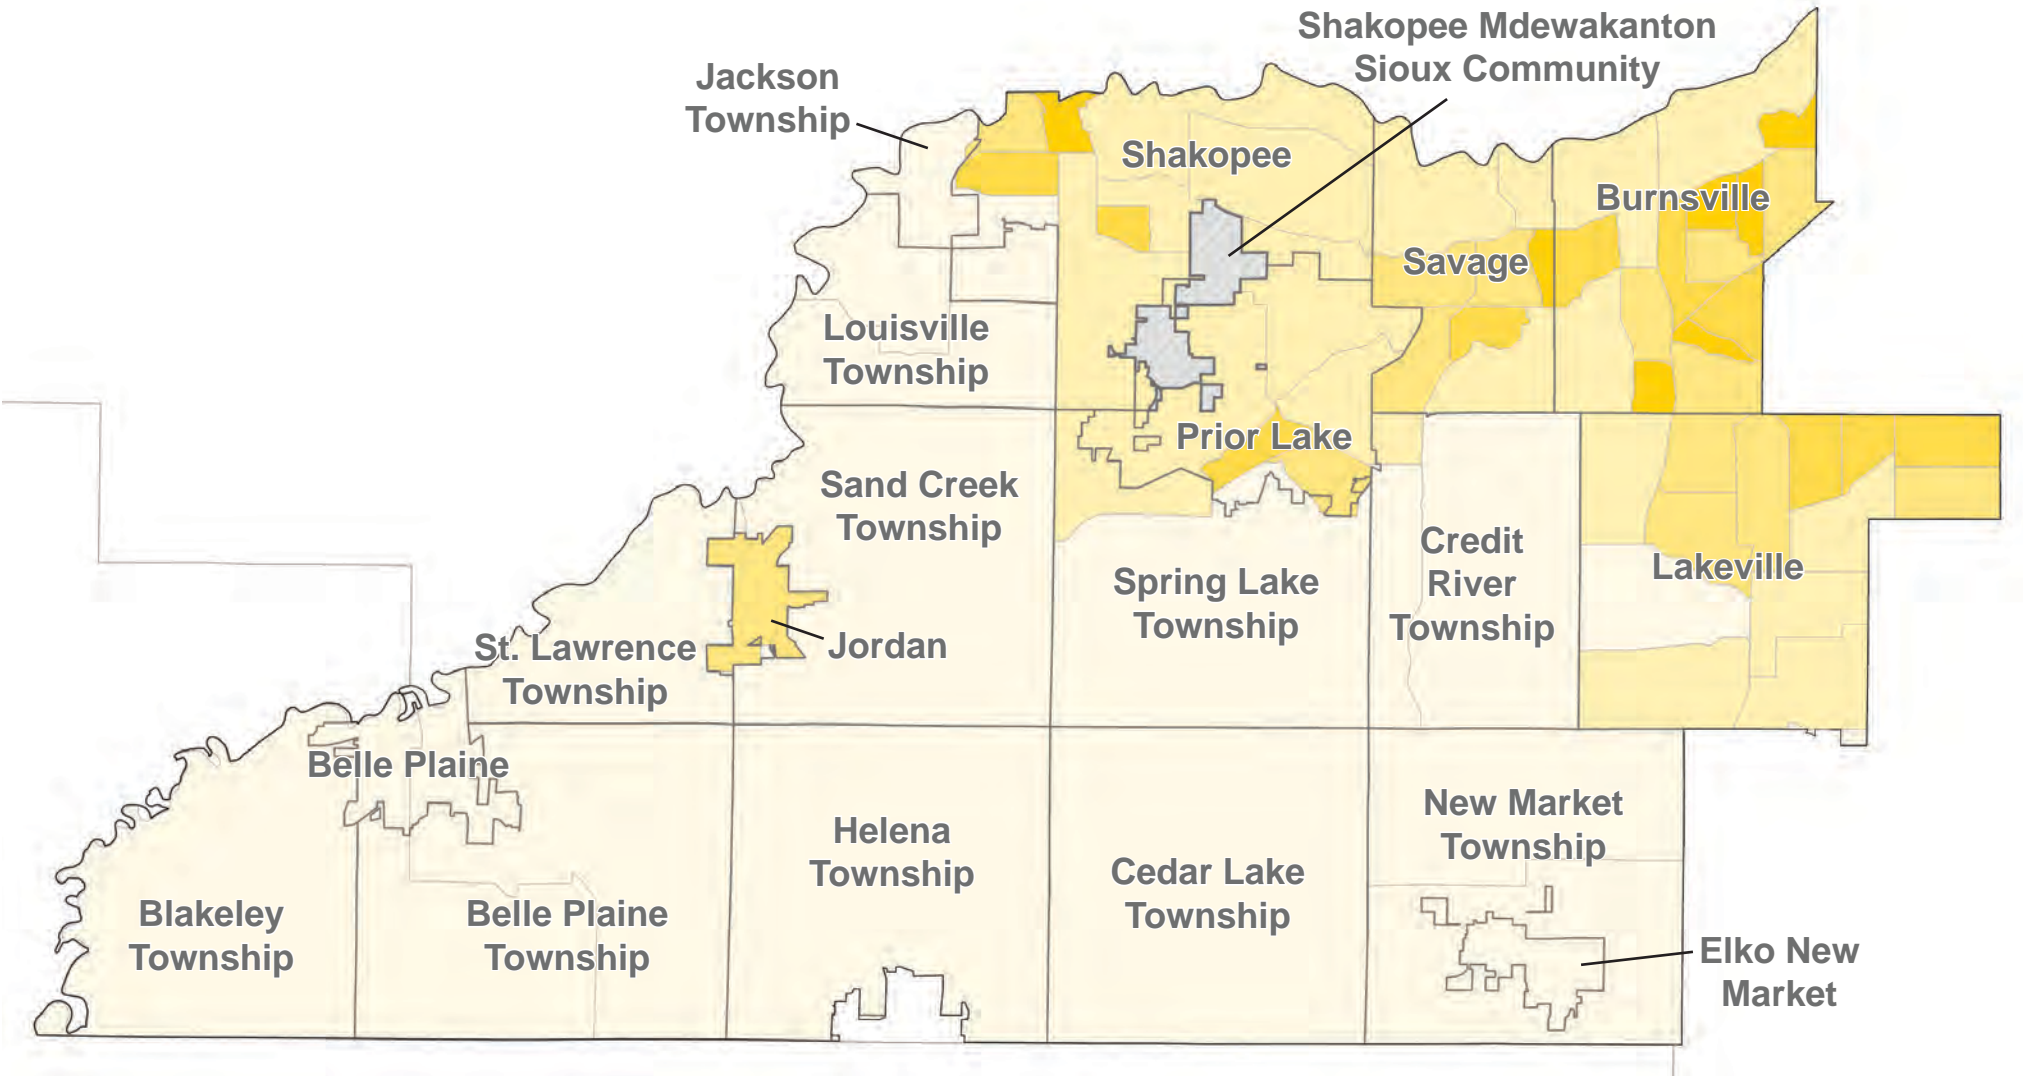 Shakopee Mdewakanton
Sioux Community
Jackson
Township
Shakopee
Burnsville
Savage
Louisville
Township
Prior Lake
Sand Creek
Township
Credit
River
Township
Lakeville
Spring Lake
Township
St. Lawrence
Township
Jordan
Belle Plaine
New Market
Township
Helena
Township
Cedar Lake
Township
Blakeley
Township
Belle Plaine
Township
Elko New
Market